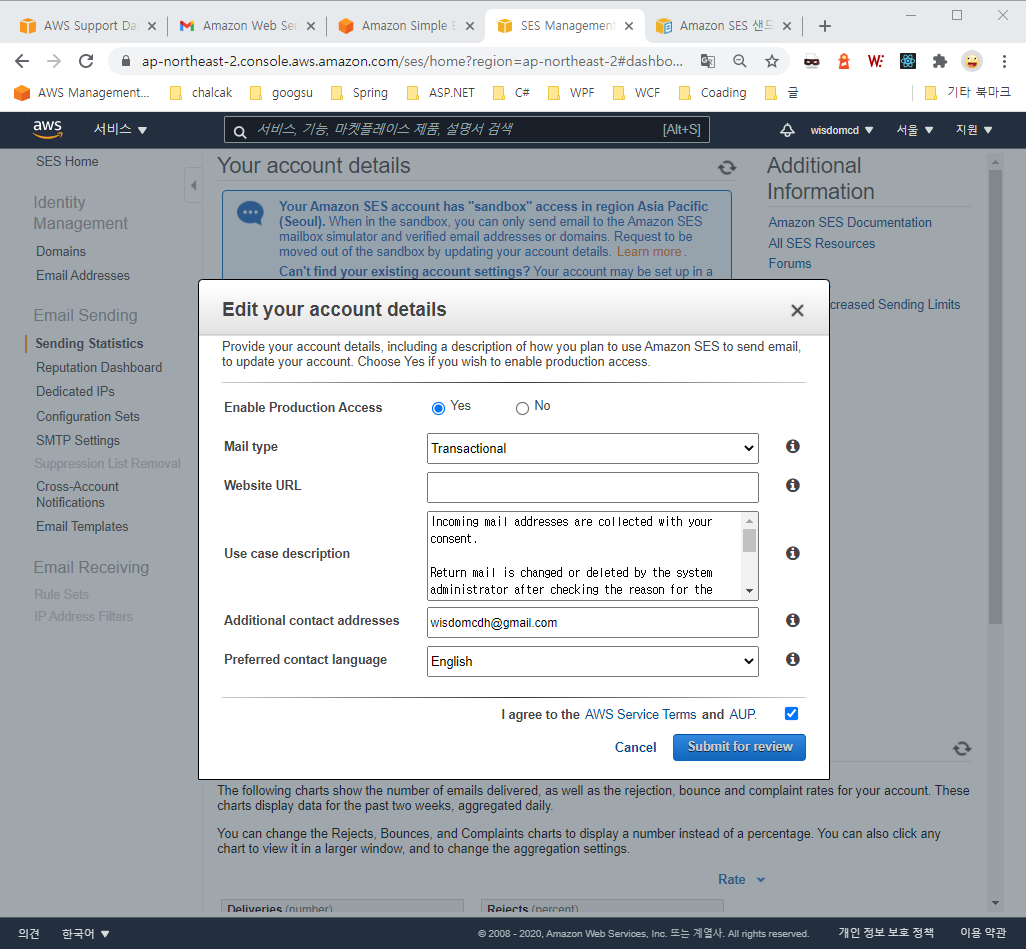 AWS Support Da
Amazon Web Ser
Amazon Simple E
SES Management
Amazon SES 샌드
ap-northeast-2.console.aws.amazon.com/ses/home?region=ap-northeast-2#dashbo...
AWS Management...
chalcak
googsu
Spring
ASP.NET
C#
WPF
WCF
Coading
글
기타 북마크
aws
서비스
서비스, 기능, 마켓플레이스 제품, 설명서 검색
[Alt+S]
wisdomcd
서울
지원
SES Home
Identity
Management
Domains
Email Addresses
Email Sending
Sending Statistics
Reputation Dashboard
Dedicated IPs
Configuration Sets
SMTP Settings
Suppression List Removal
Cross-Account
Notifications
Email Templates
Email Receiving
Rule Sets
IP Address Filters
Your account details
Your Amazon SES account has "sandbox" access in region Asia Pacific
(Seoul). When in the sandbox, you can only send email to the Amazon SES
mailbox simulator and verified email addresses or domains. Request to be
moved out of the sandbox by updating your account details. Learn more.
Can't find your existing account settings? Your account may be set up in a
Additional
Information
Amazon SES Documentation
All SES Resources
Forums
creased Sending Limits
Edit your account details
Provide your account details, including a description of how you plan to use Amazon SES to send email,
to update your account. Choose Yes if you wish to enable production access.
Enable Production Access
Yes
No
Mail type
Transactional
Website URL
Use case description
Incoming mail addresses are collected with your
consent.
Return mail is changed or deleted by the system
administrator after checking the reason for the
Additional contact addresses
wisdomcdh@gmail.com
Preferred contact language
English
I agree to the AWS Service Terms and AUP.
Cancel
Submit for review
The following charts show the number of emails delivered, as well as the rejection, bounce and complaint rates for your account. These
charts display data for the past two weeks, aggregated daily.
You can change the Rejects, Bounces, and Complaints charts to display a number instead of a percentage. You can also click any
chart to view it in a larger window, and to change the aggregation settings.
Rate
Deliveries (number)
Rejects (percent)
의견
한국어
© 2008 - 2020, Amazon Web Services, Inc. 또는 계열사. All rights reserved.
개인 정보 보호 정책
이용 약관